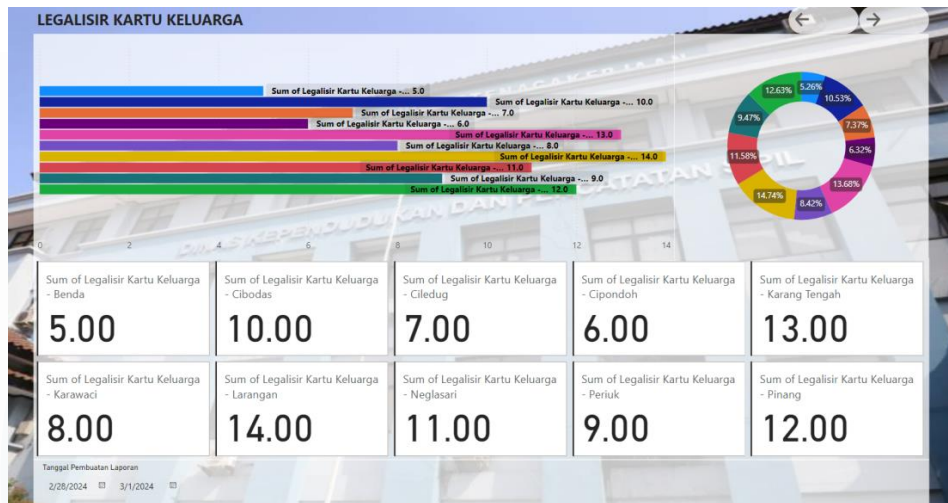 LEGALISIR KARTU KELUARGA
Sum of Legalisir Kartu Keluarga -... 5.0
Sum of Legalisir Kartu Keluarga -... 10.0
Sum of Legalisir Kartu Keluarga -... 7.0
Sum of Legalisir Kartu Keluarga -... 6.0
Sum of Legalisir Kartu Keluarga -... 13.0
Sum of Legalisir Kartu Keluarga -... 8.0
Sum of Legalisir Kartu Keluarga -... 14.0
Sum of Legalisir Kartu Keluarga -... 11.0
Sum of Legalisir Kartu Keluarga -... 9.0
Sum of Legalisir Kartu Keluarga -... 12.0
0 2 4 6 8 10 12 14
5.26%
10.53%
7.37%
6.32%
13.68%
8.42%
14.74%
11.58%
9.47%
12.63%
DINAS KEPENDUDUKAN DAN PENCATATAN SIPIL
Sum of Legalisir Kartu Keluarga
- Benda
5.00
Sum of Legalisir Kartu Keluarga
- Cibodas
10.00
Sum of Legalisir Kartu Keluarga
- Ciledug
7.00
Sum of Legalisir Kartu Keluarga
- Cipondoh
6.00
Sum of Legalisir Kartu Keluarga
- Karang Tengah
13.00
Sum of Legalisir Kartu Keluarga
- Karawaci
8.00
Sum of Legalisir Kartu Keluarga
- Larangan
14.00
Sum of Legalisir Kartu Keluarga
- Neglasari
11.00
Sum of Legalisir Kartu Keluarga
- Periuk
9.00
Sum of Legalisir Kartu Keluarga
- Pinang
12.00
Tanggal Pembuatan Laporan
2/28/2024 3/1/2024